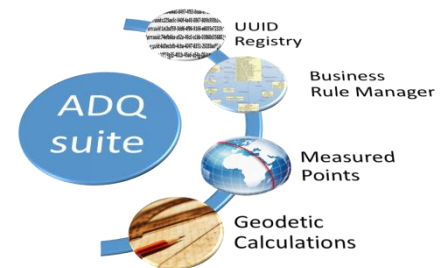 UUID
Registry
Business
Rule Manager
ADQ
suite
Measured
Points
Geodetic
Calculations